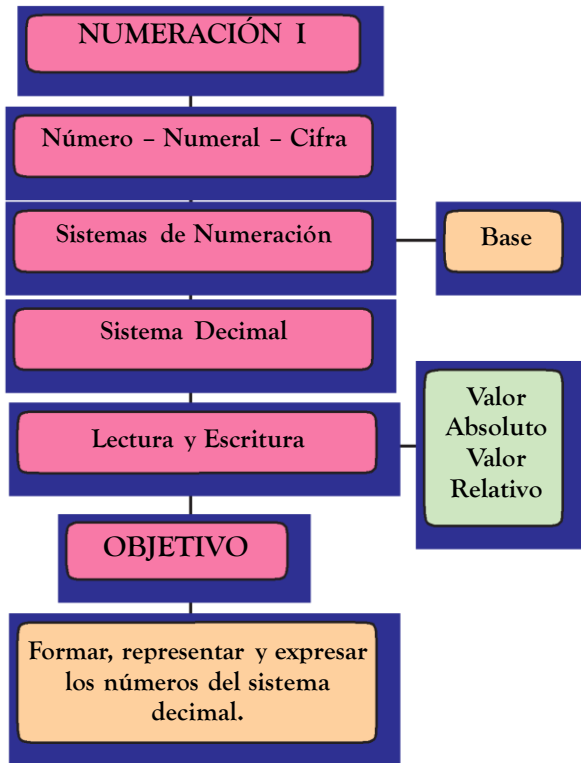 NUMERACIÓN I
Número – Numeral – Cifra
Sistemas de Numeración
Base
Sistema Decimal
Lectura y Escritura
Valor
Absoluto
Valor
Relativo
OBJETIVO
Formar, representar y expresar
los números del sistema
decimal.